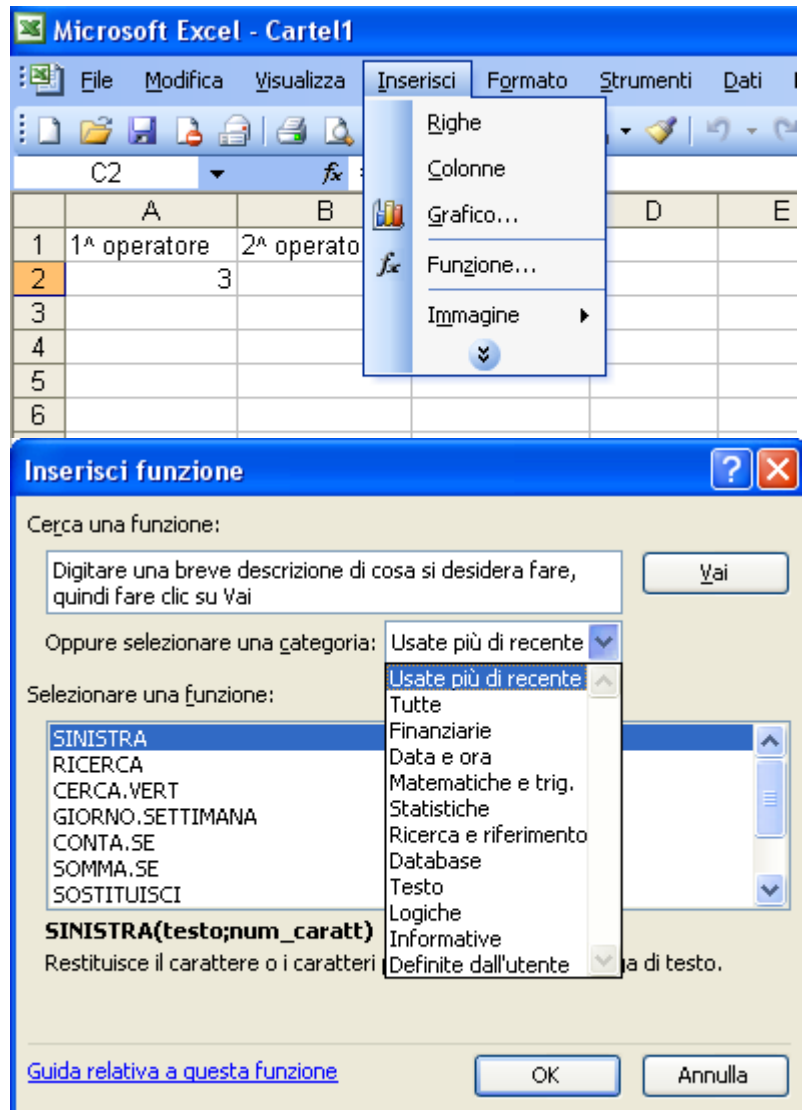 Microsoft Excel - Cartel1
File Modifica Visualizza Inserisci Formato Strumenti Dati
Righe
C2 fx
Colonne
A B D E
Grafico...
1 1^ operatore 2^ operato
Funzione...
2 3
3
Immagine
4
5
6
Inserisci funzione
Cerca una funzione:
Digitare una breve descrizione di cosa si desidera fare,
quindi fare clic su Vai
Vai
Oppure selezionare una categoria: Usate più di recente
Usate più di recente
Tutte
Finanziarie
Data e ora
Matematiche e trig.
Statistiche
Ricerca e riferimento
Database
Testo
Logiche
Informative
Definite dall'utente
Selezionare una funzione:
SINISTRA
RICERCA
CERCA.VERT
GIORNO.SETTIMANA
CONTA.SE
SOMMA.SE
SOSTITUISCI
SINISTRA(testo;num_caratt)
Restituisce il carattere o i caratteri di testo.
Guida relativa a questa funzione
OK Annulla